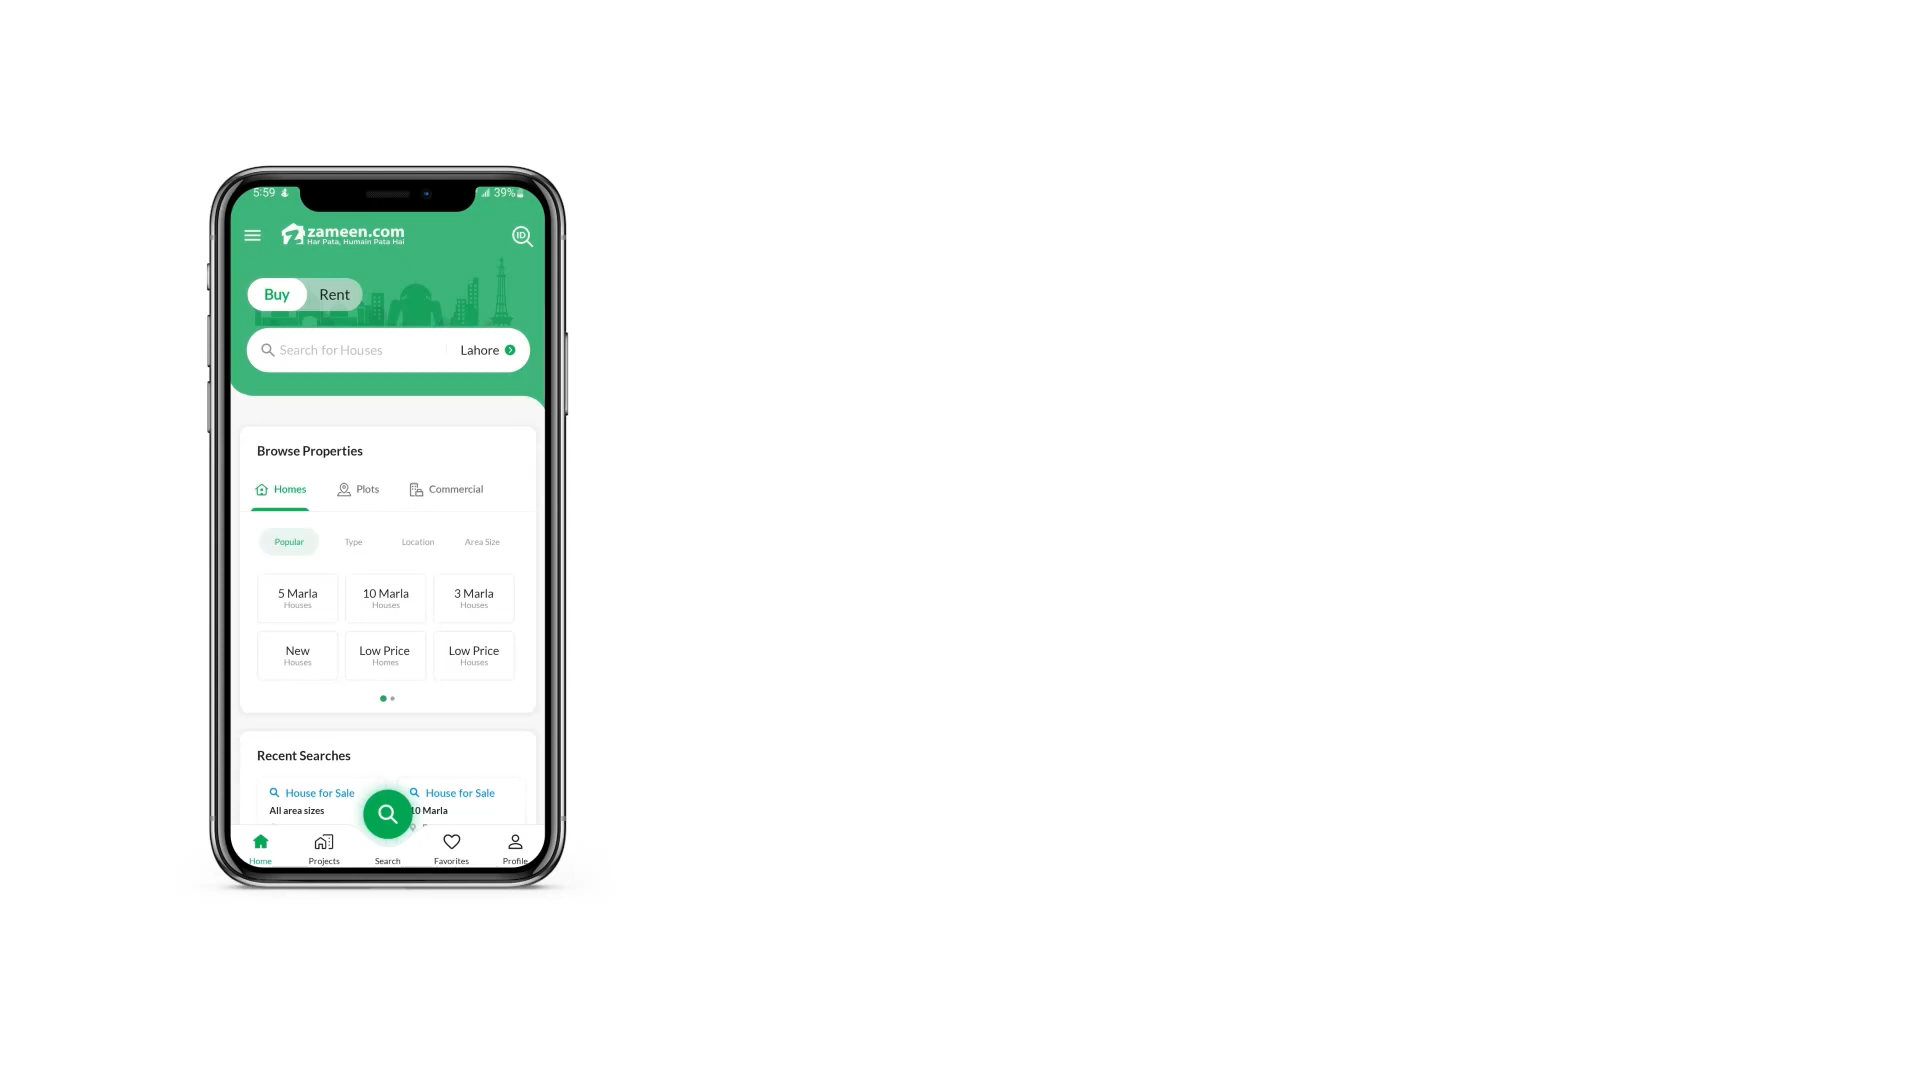 5:59 39%
zameen.com
Har Pata, Humain Pata Hai
ID
Buy Rent
Search for Houses Lahore
Browse Properties
Homes Plots Commercial
Popular Type Location Area Size
5 Marla 10 Marla 3 Marla
Houses Houses Houses
New Low Price Low Price
Houses Homes Houses
Recent Searches
House for Sale House for Sale
All area sizes 10 Marla
Home Projects Search Favorites Profile